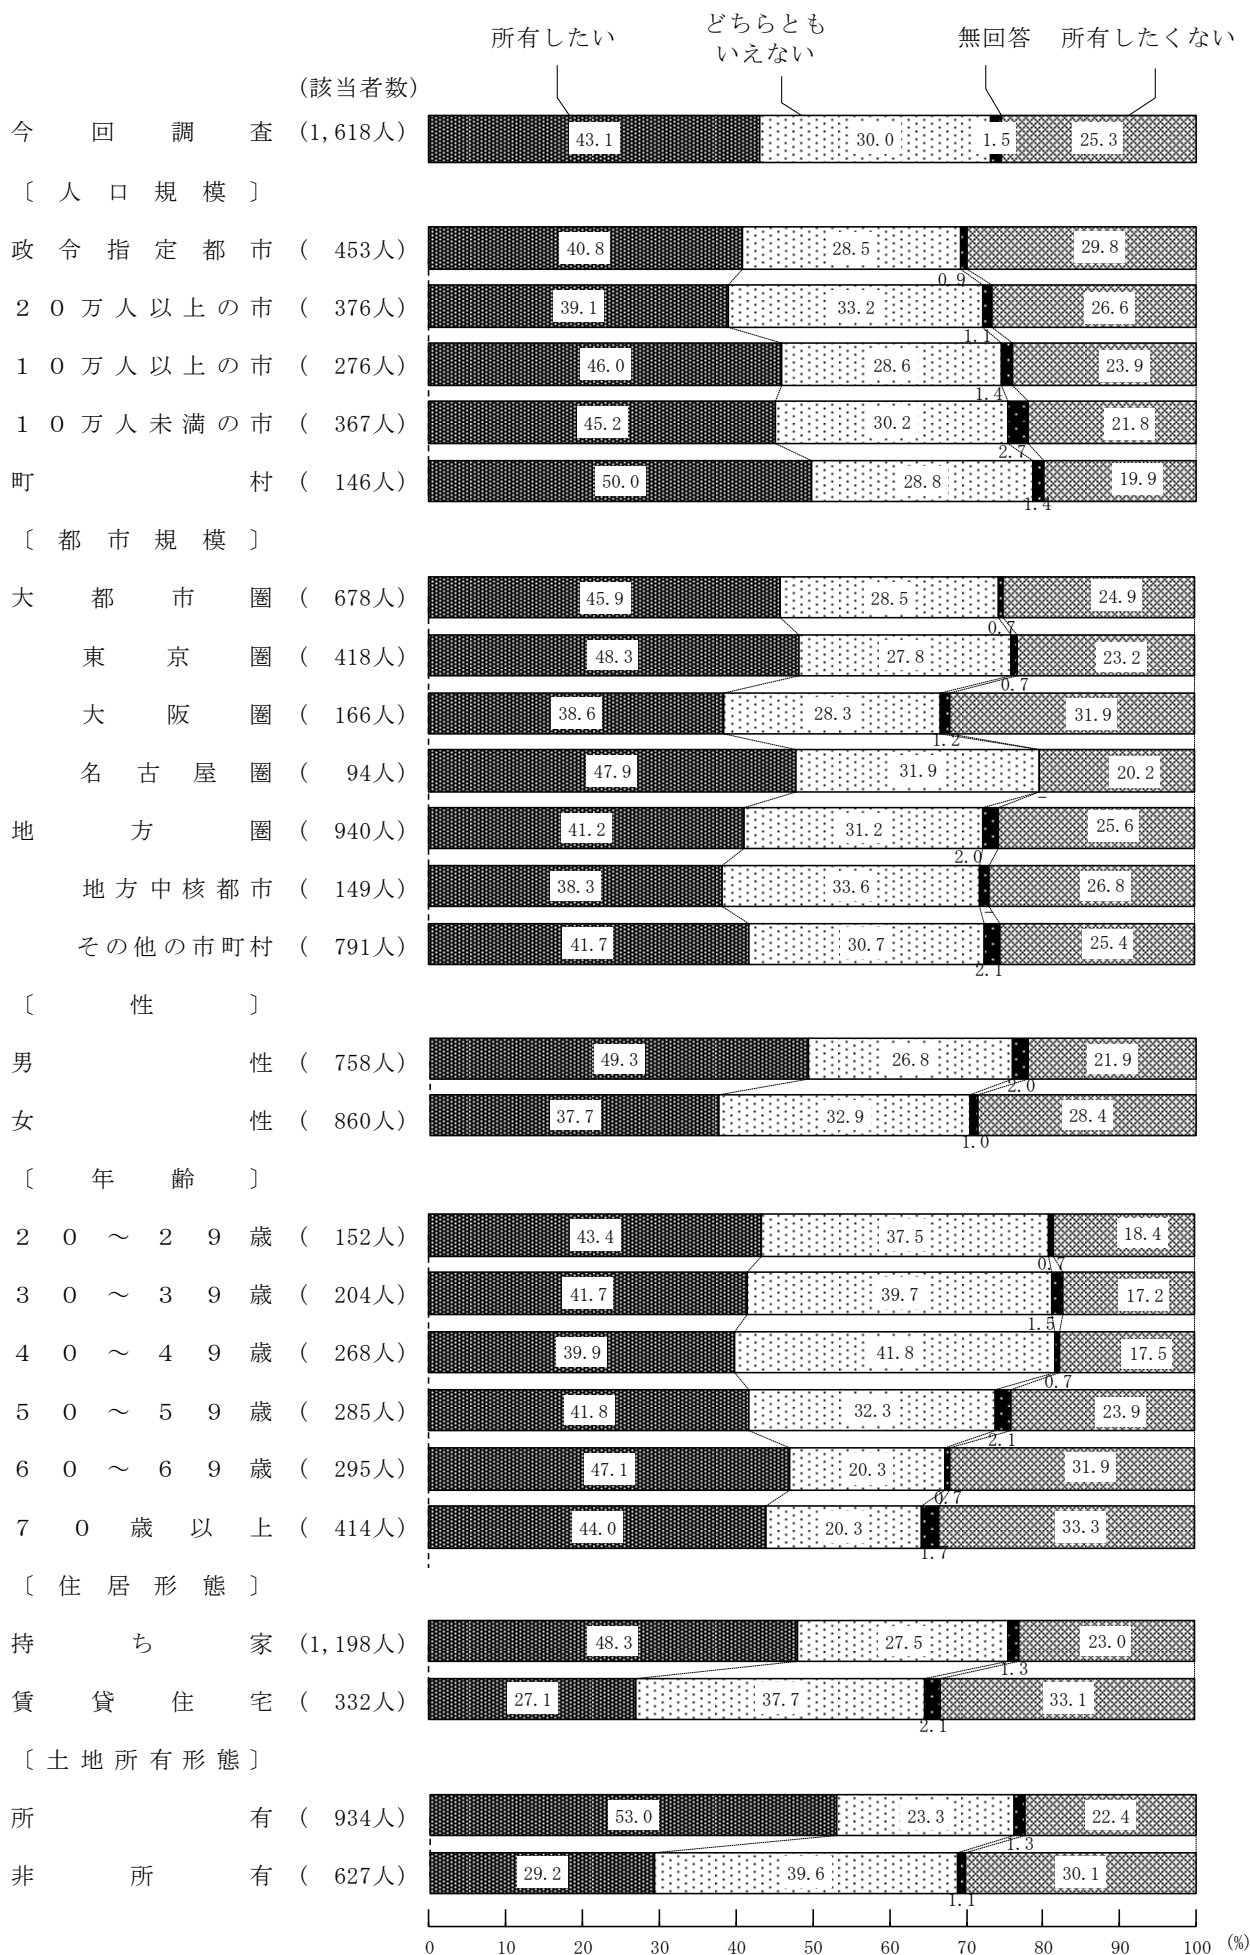 所有したい どちらとも
いえない 無回答 所有したくない
(該当者数)
今回調査 (1,618人) 43.1 30.0 1.5 25.3
〔人口規模〕
政令指定都市 ( 453人) 40.8 28.5 29.8
0.9
２０万人以上の市 ( 376人) 39.1 33.2 26.6
1.1
１０万人以上の市 ( 276人) 46.0 28.6 23.9
1.4
１０万人未満の市 ( 367人) 45.2 30.2 21.8
2.7
町村 ( 146人) 50.0 28.8 19.9
1.4
〔都市規模〕
大都市圏 ( 678人) 45.9 28.5 24.9
0.7
東京圏 ( 418人) 48.3 27.8 23.2
0.7
大阪圏 ( 166人) 38.6 28.3 31.9
1.2
名古屋圏 ( 94人) 47.9 31.9 20.2
-
地方圏 ( 940人) 41.2 31.2 25.6
2.0
地方中核都市 ( 149人) 38.3 33.6 26.8
-
その他の市町村 ( 791人) 41.7 30.7 25.4
2.1
〔性〕
男性 ( 758人) 49.3 26.8 21.9
2.0
女性 ( 860人) 37.7 32.9 28.4
1.0
〔年齢〕
２０～２９歳 ( 152人) 43.4 37.5 18.4
0.7
３０～３９歳 ( 204人) 41.7 39.7 17.2
1.5
４０～４９歳 ( 268人) 39.9 41.8 17.5
0.7
５０～５９歳 ( 285人) 41.8 32.3 23.9
2.1
６０～６９歳 ( 295人) 47.1 20.3 31.9
0.7
７０歳以上 ( 414人) 44.0 20.3 33.3
1.7
〔住居形態〕
持ち家 (1,198人) 48.3 27.5 23.0
1.3
賃貸住宅 ( 332人) 27.1 37.7 33.1
2.1
〔土地所有形態〕
所有 ( 934人) 53.0 23.3 22.4
1.3
非所有 ( 627人) 29.2 39.6 30.1
1.1
0 10 20 30 40 50 60 70 80 90 100 (%)